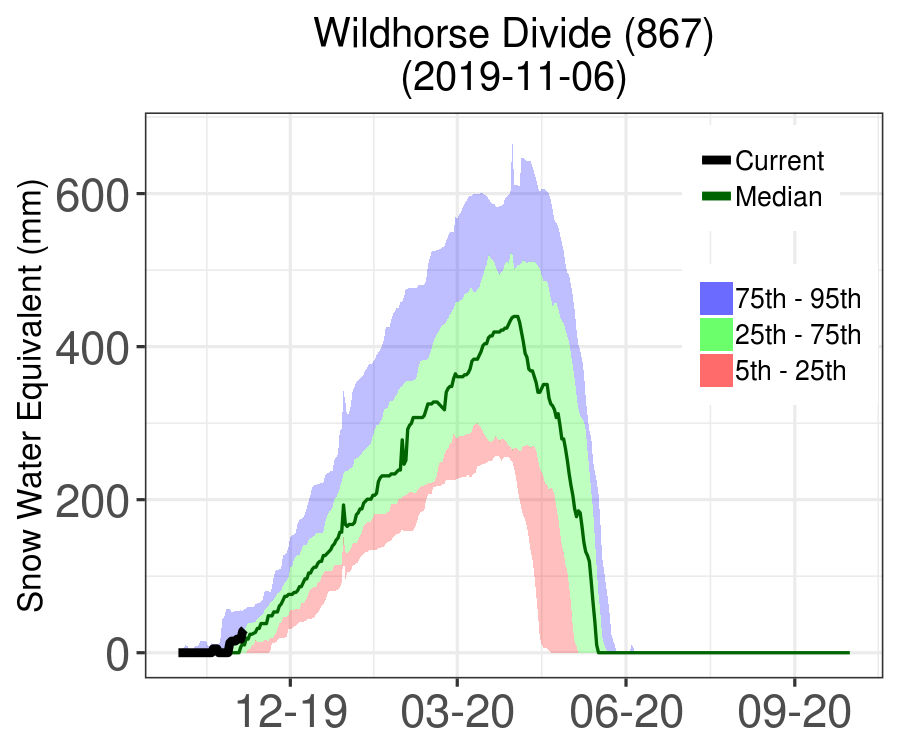 Wildhorse Divide (867)
(2019-11-06)
Snow Water Equivalent (mm)
600
400
200
0
12-19
03-20
06-20
09-20
Current
Median
75th - 95th
25th - 75th
5th - 25th